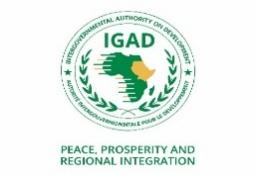 INTERGOVERNMENTAL AUTHORITY ON DEVELOPMENT
IGAD
AUTORITÉ INTERGOUVERNEMENTALE POUR LE DÉVELOPPEMENT
PEACE, PROSPERITY AND
REGIONAL INTEGRATION